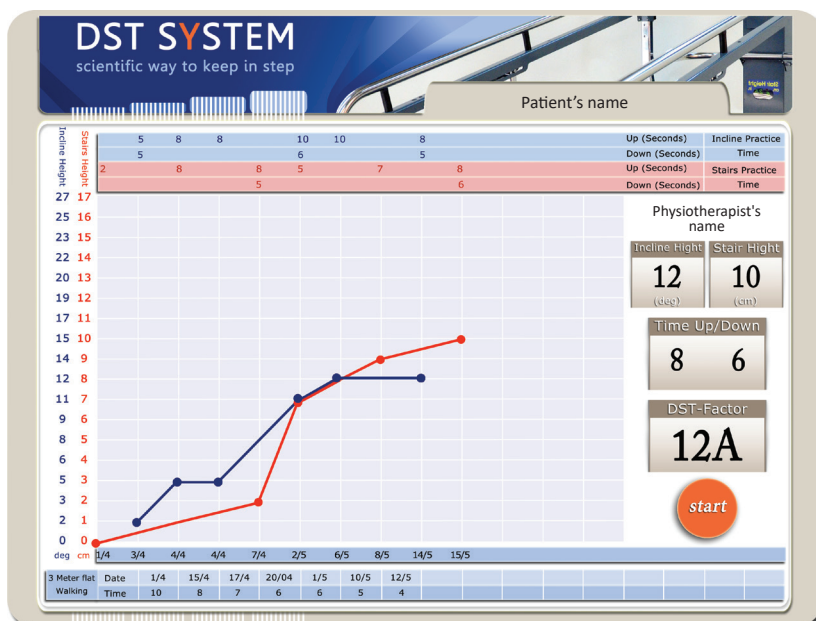 DST SYSTEM
scientific way to keep in step
Patient's name
Incline Height
Stairs Height
5 8 8 10 10 8 Up (Seconds) Incline Practice
5 6 5 Down (Seconds) Time
2 8 8 5 7 8 Up (Seconds) Stairs Practice
5 6 Down (Seconds) Time
27 17
25 16
23 15
22 14
20 13
19 12
17 11
15 10
14 9
12 8
11 7
9 6
8 5
6 4
5 3
3 2
2 1
0 0
deg cm 1/4 3/4 4/4 4/4 7/4 2/5 6/5 8/5 14/5 15/5
Physiotherapist's
name
Incline Hight Stair Hight
12 10
(deg) (cm)
Time Up/Down
8 6
DST-Factor
12A
start
3 Meter flat Date 1/4 15/4 17/4 20/04 1/5 10/5 12/5
Walking Time 10 8 7 6 6 5 4